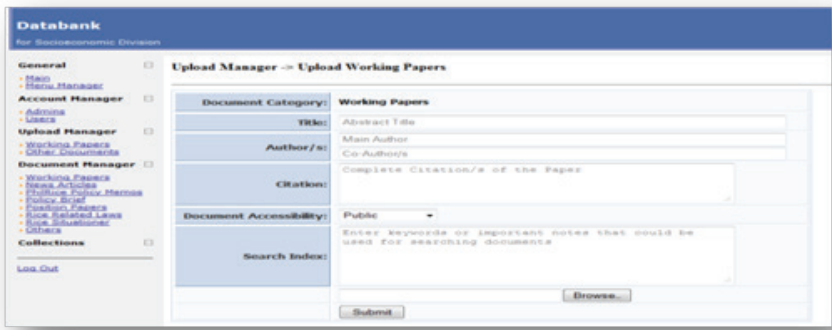 Databank
for Socioeconomic Division
General
Main
Menu Manager
Account Manager
Admins
Users
Upload Manager
Working Papers
Other Documents
Document Manager
Working Papers
News Articles
PhilRice Policy Memos
Policy Brief
Position Papers
Rice Related Laws
Rice Situationer
Others
Collections
Log Out
Upload Manager -> Upload Working Papers
Document Category: Working Papers
Title: Abstract Title
Author/s: Main Author
Co-Author/s
Citation: Complete Citation/s of the Paper
Document Accessibility: Public
Search Index: Enter keywords or important notes that could be
used for searching documents
Browse..
Submit